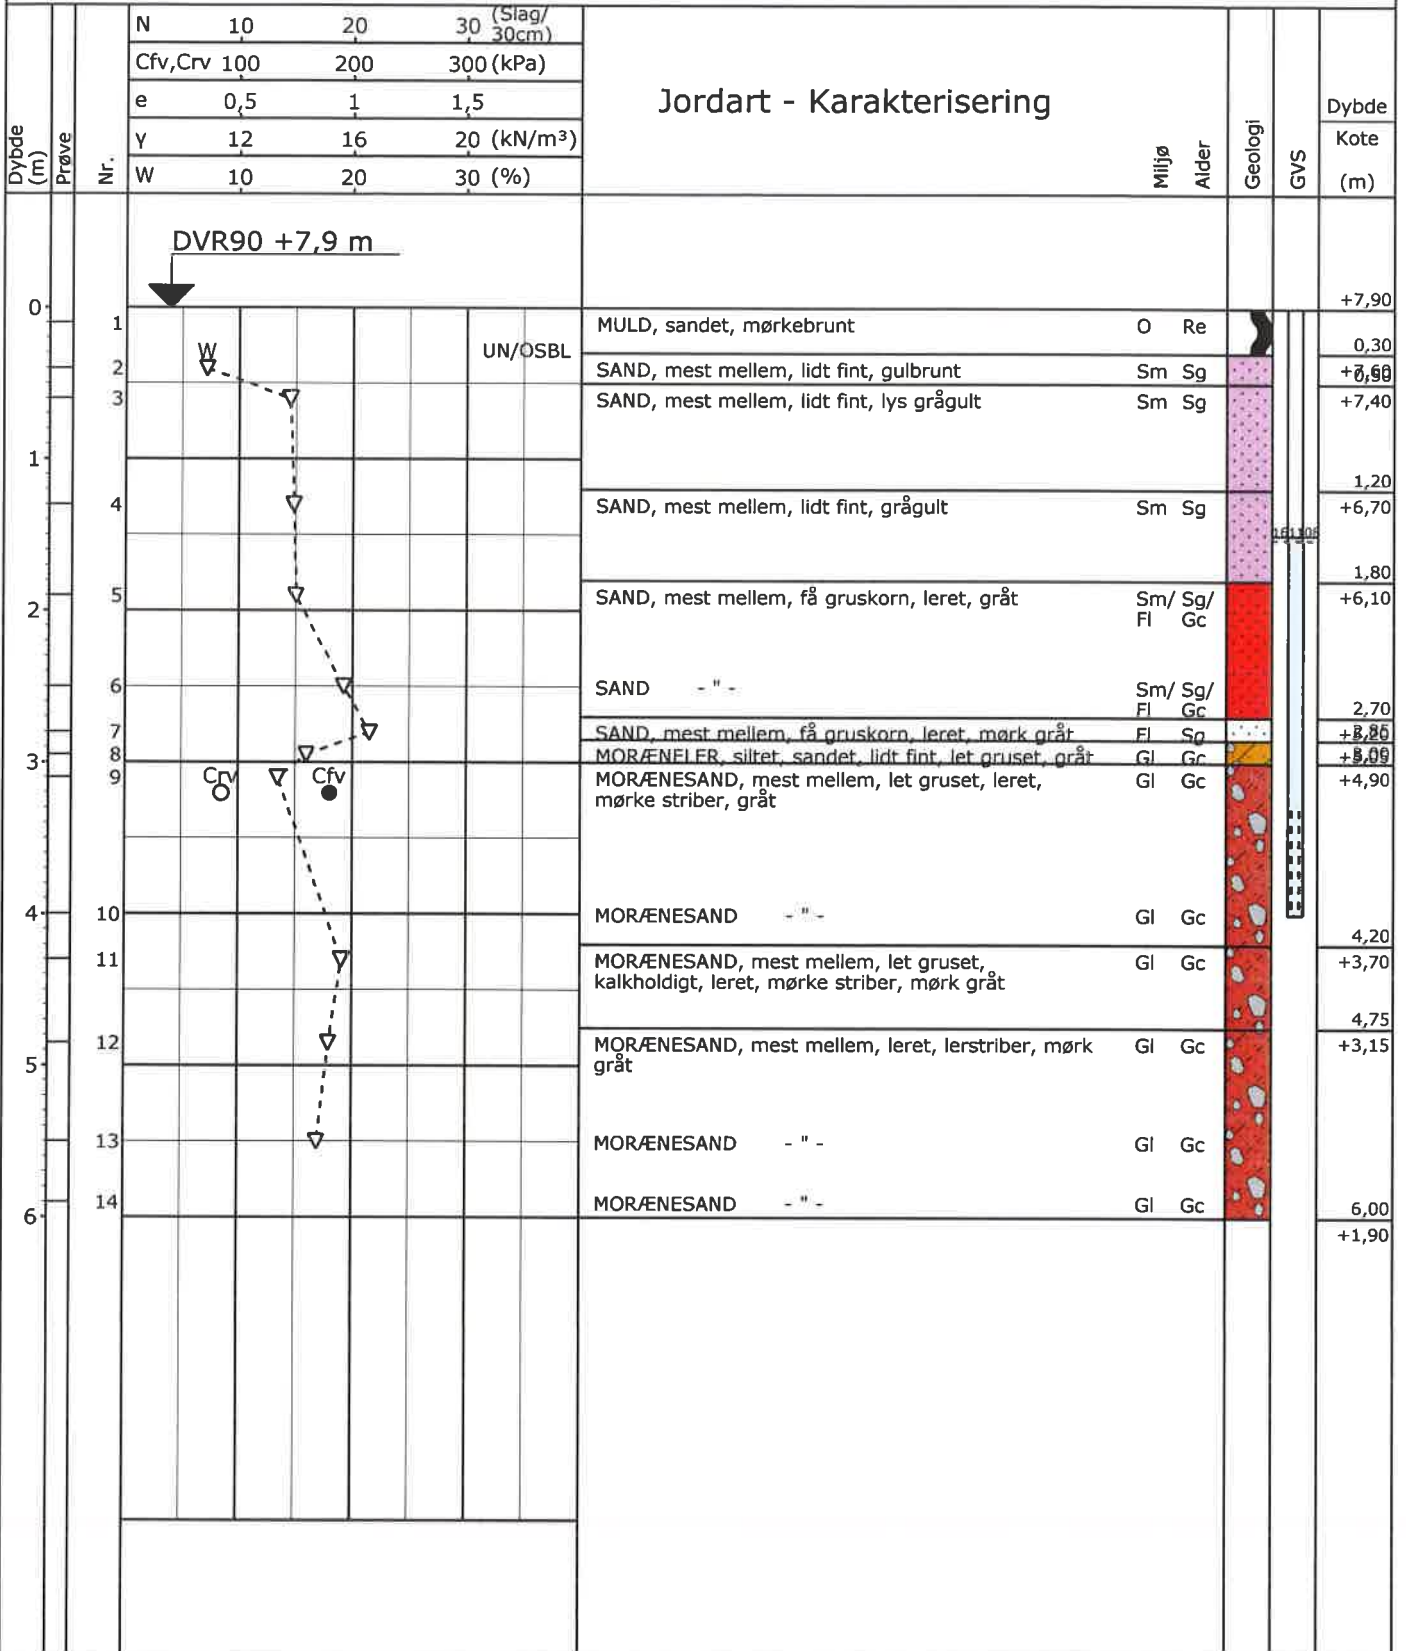 N 10 20 30 (Slag/30cm)
Cfv,Crv 100 200 300 (kPa)
e 0,5 1 1,5
γ 12 16 20 (kN/m³)
W 10 20 30 (%)
Dybde (m)
Prøve
Nr.
Jordart - Karakterisering
Miljø
Alder
Geologi
GVS
Dybde
Kote
(m)
DVR90 +7,9 m
+7,90
0
1 MULD, sandet, mørkebrunt O Re
W UN/OSBL 0,30
2 SAND, mest mellem, lidt fint, gulbrunt Sm Sg +7,60
0,50
3 SAND, mest mellem, lidt fint, lys grågult Sm Sg +7,40
1
1,20
4 SAND, mest mellem, lidt fint, grågult Sm Sg +6,70
1,80
5 SAND, mest mellem, få gruskorn, leret, gråt Sm/ Sg/ +6,10
2 Fl Gc
6 SAND - " - Sm/ Sg/
Fl Gc 2,70
7 SAND, mest mellem, få gruskorn, leret, mørk gråt Fl Sg
8 MORÆNELER, siltet, sandet, lidt fint, let gruset, gråt Gl Gc
3
9 Crv Cfv MORÆNESAND, mest mellem, let gruset, leret, Gl Gc +4,90
mørke striber, gråt
4 10 MORÆNESAND - " - Gl Gc
4,20
11 MORÆNESAND, mest mellem, let gruset, Gl Gc +3,70
kalkholdigt, leret, mørke striber, mørk gråt
4,75
12 MORÆNESAND, mest mellem, leret, lerstriber, mørk Gl Gc +3,15
5 gråt
13 MORÆNESAND - " - Gl Gc
14 MORÆNESAND - " - Gl Gc 6,00
6
+1,90